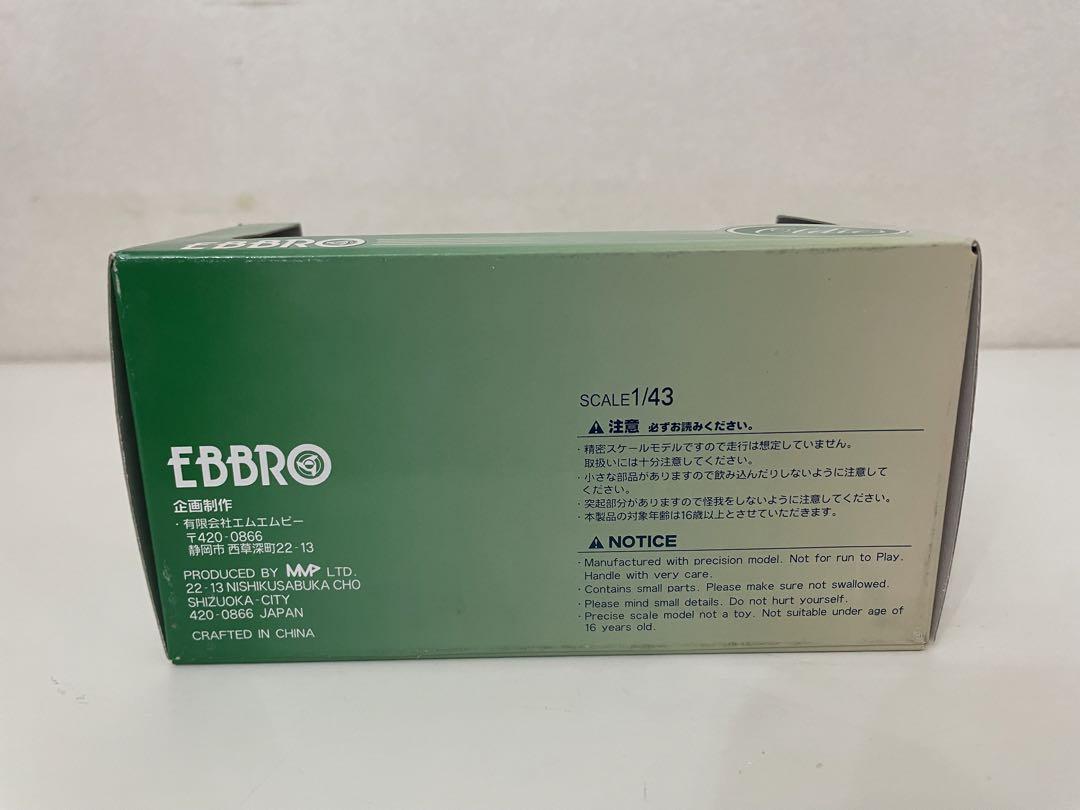 EBBRO
EBBRO
企画制作
・有限会社エムエムピー
〒420-0866
静岡市 西草深町22-13
PRODUCED BY MMP LTD.
22-13 NISHIKUSABUKA CHO
SHIZUOKA-CITY
420-0866 JAPAN
CRAFTED IN CHINA
SCALE1/43
注意 必ずお読みください。
・精密スケールモデルですので走行は想定していません。
取扱いには十分注意してください。
・小さな部品がありますので飲み込んだりしないように注意して
ください。
・突起部分がありますので怪我をしないように注意してください。
・本製品の対象年齢は16歳以上とさせていただきます。
NOTICE
・Manufactured with precision model. Not for run to Play.
Handle with very care.
・Contains small parts. Please make sure not swallowed.
・Please mind small details. Do not hurt yourself.
・Precise scale model not a toy. Not suitable under age of
16 years old.